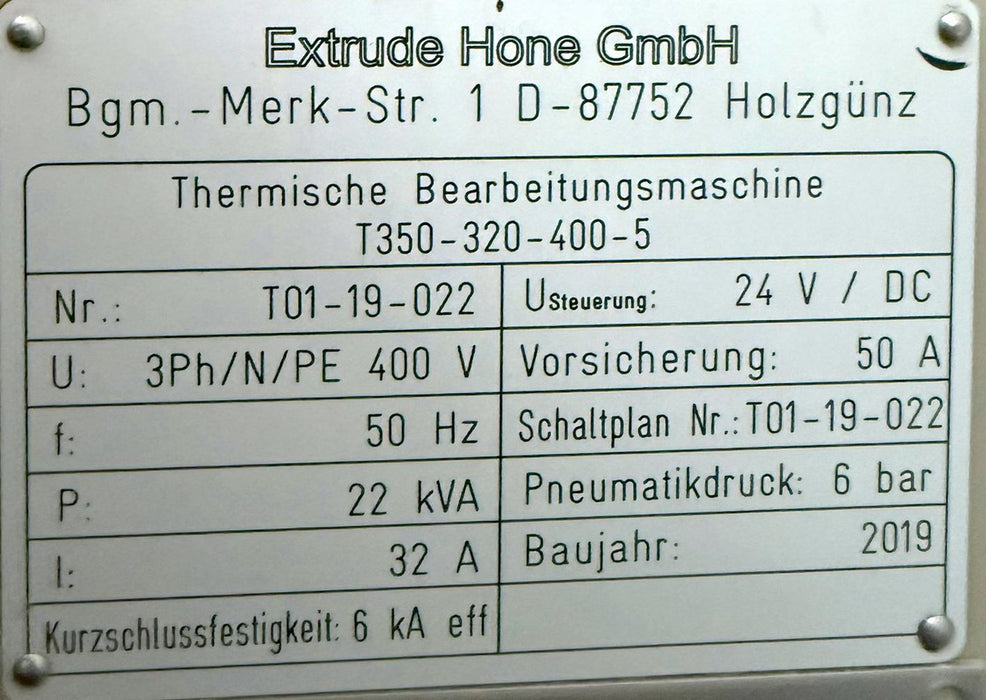 Extrude Hone GmbH
Bgm.-Merk-Str. 1 D-87752 Holzgünz
Thermische Bearbeitungsmaschine
T350-320-400-5
Nr.: T01-19-022
USteuerung: 24 V / DC
U: 3Ph/N/PE 400 V
Vorsicherung: 50 A
f: 50 Hz
Schaltplan Nr.: T01-19-022
P: 22 kVA
Pneumatikdruck: 6 bar
I: 32 A
Baujahr: 2019
Kurzschlussfestigkeit: 6 kA eff